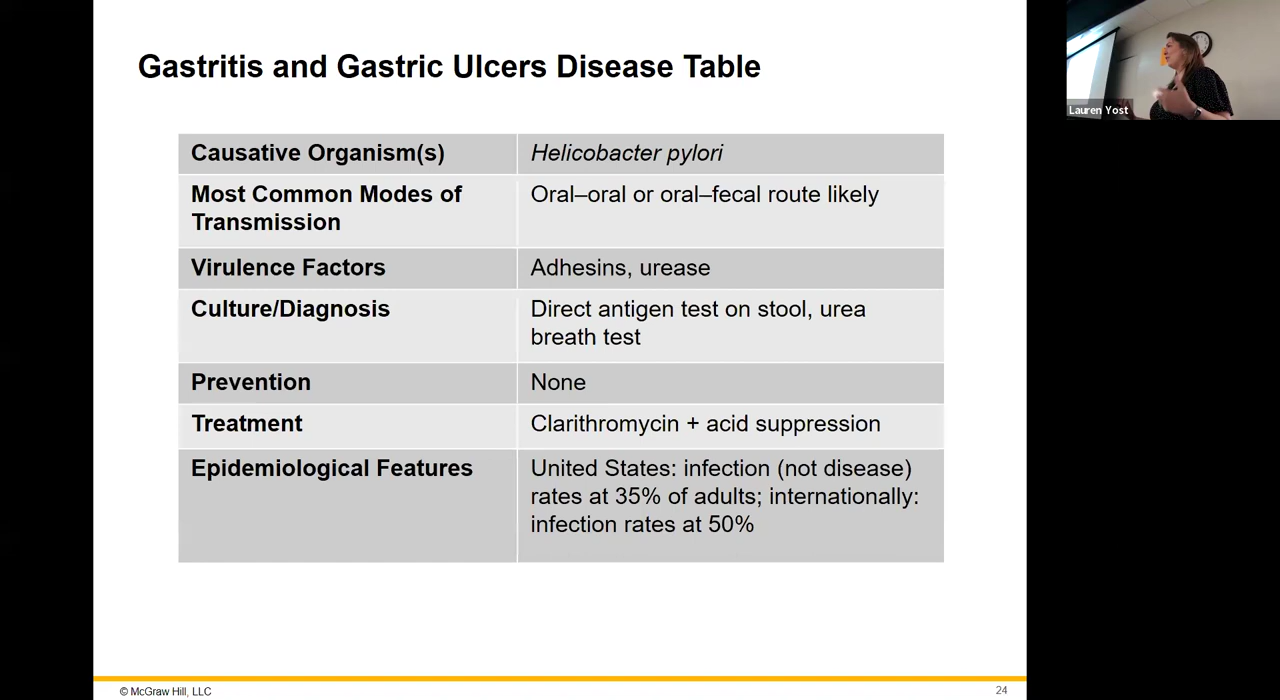 Gastritis and Gastric Ulcers Disease Table
Lauren Yost
Causative Organism(s)
Helicobacter pylori
Most Common Modes of
Transmission
Oral–oral or oral–fecal route likely
Virulence Factors
Adhesins, urease
Culture/Diagnosis
Direct antigen test on stool, urea
breath test
Prevention
None
Treatment
Clarithromycin + acid suppression
Epidemiological Features
United States: infection (not disease)
rates at 35% of adults; internationally:
infection rates at 50%
© McGraw Hill, LLC
24